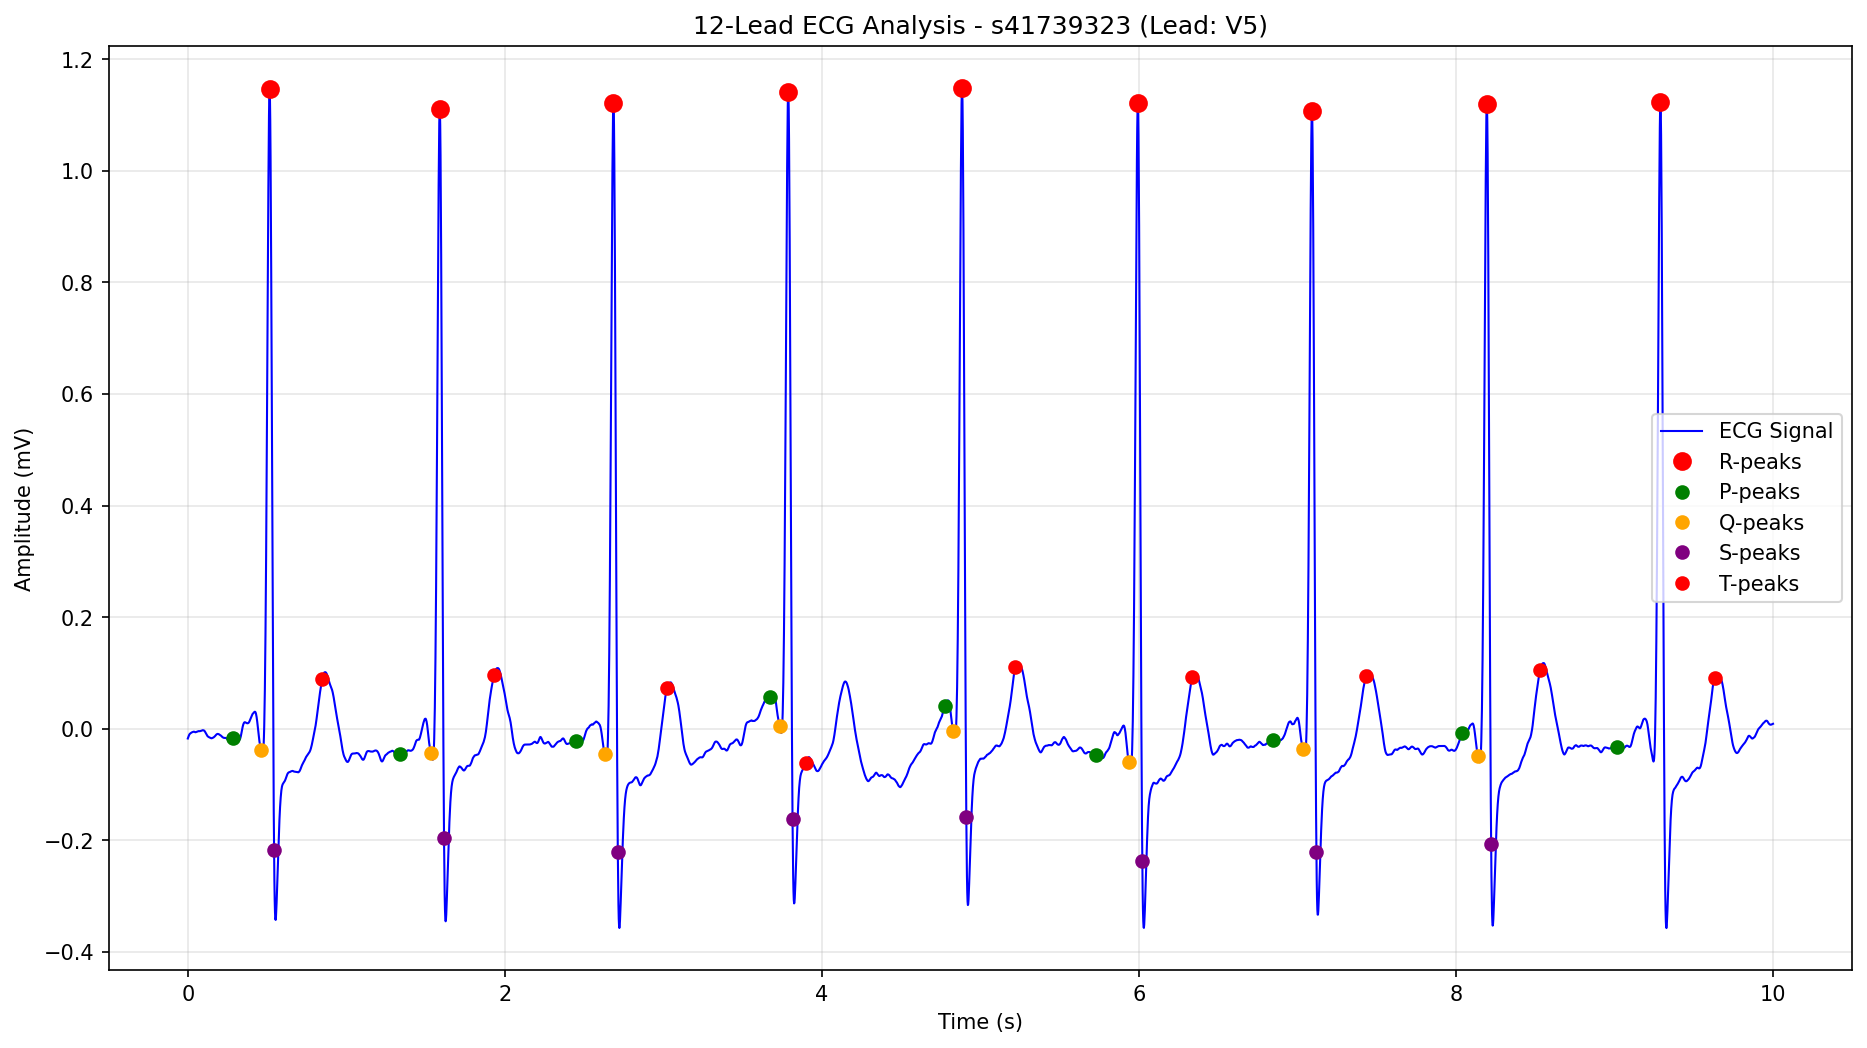 12-Lead ECG Analysis - s41739323 (Lead: V5)
Amplitude (mV)
1.2
1.0
0.8
0.6
0.4
0.2
0.0
−0.2
−0.4
ECG Signal
R-peaks
P-peaks
Q-peaks
S-peaks
T-peaks
0 2 4 6 8 10
Time (s)